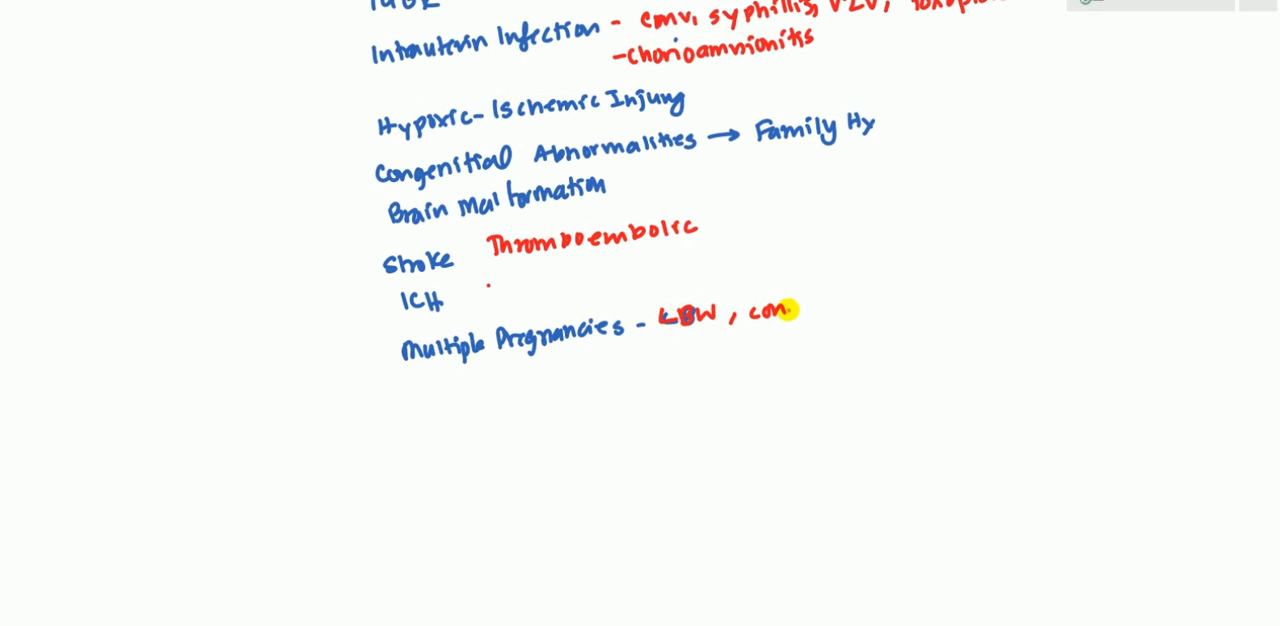 Intrauterin Infection - cmv, syphillis, VZV,
- chorioamnionitis
Hypoxic-Ischemic Injury
Congenitial Abnormalities → Family Hx
Brain Malformation
Stroke Thromboembolic
ICH
Multiple Pregnancies - LBW, con